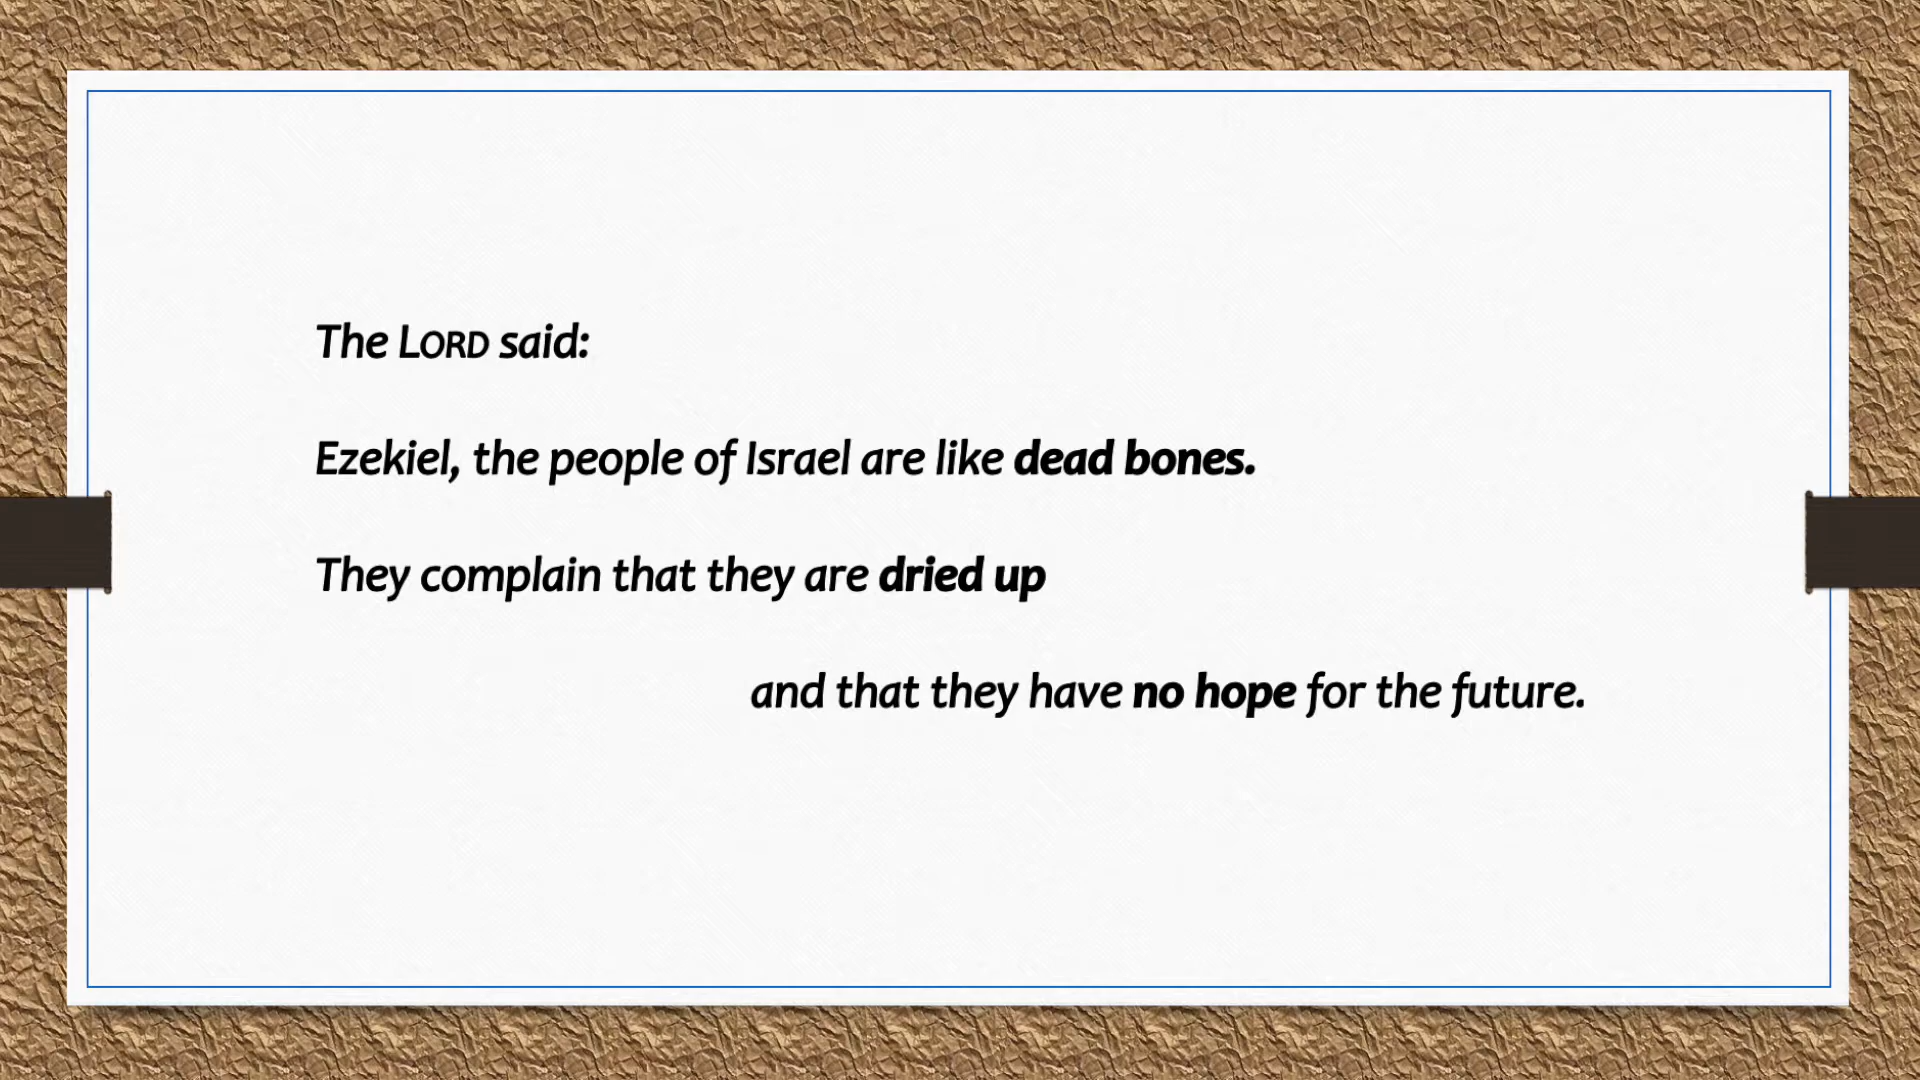 The LORD said:
Ezekiel, the people of Israel are like dead bones.
They complain that they are dried up
and that they have no hope for the future.